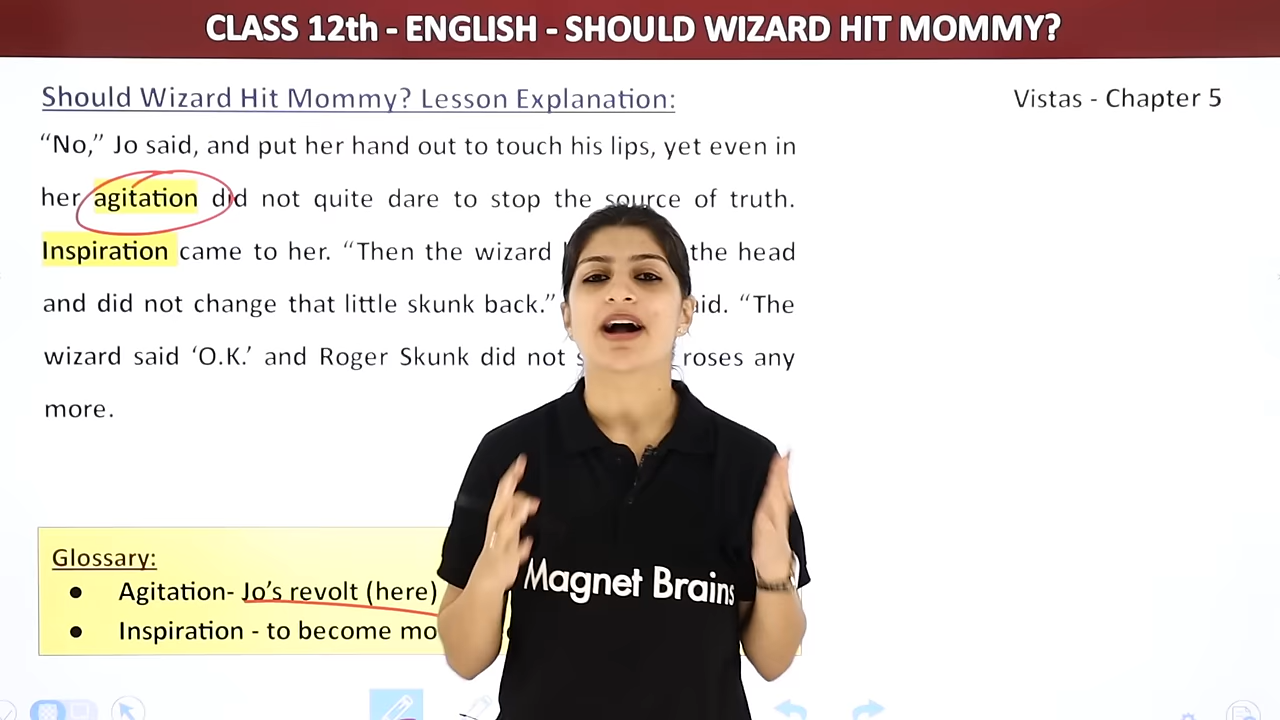 CLASS 12th - ENGLISH - SHOULD WIZARD HIT MOMMY?
Should Wizard Hit Mommy? Lesson Explanation:
Vistas - Chapter 5
“No,” Jo said, and put her hand out to touch his lips, yet even in
her agitation did not quite dare to stop the source of truth.
Inspiration came to her. “Then the wizard the head
and did not change that little skunk back.” “The
wizard said ‘O.K.’ and Roger Skunk did not roses any
more.
Glossary:
● Agitation- Jo’s revolt (here)
● Inspiration - to become
Magnet Brains